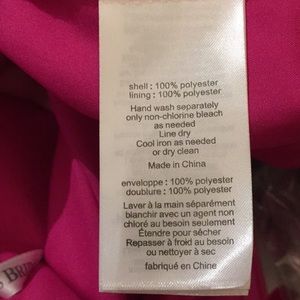 shell : 100% polyester
lining : 100% polyester
Hand wash separately
only non-chlorine bleach
as needed
Line dry
Cool iron as needed
or dry clean
Made in China
enveloppe : 100% polyester
doublure : 100% polyester
Laver à la main séparément
blanchir avec un agent non
chloré au besoin seulement
Étendre pour sécher
Repasser à froid au besoin
ou nettoyer à sec
fabriqué en Chine